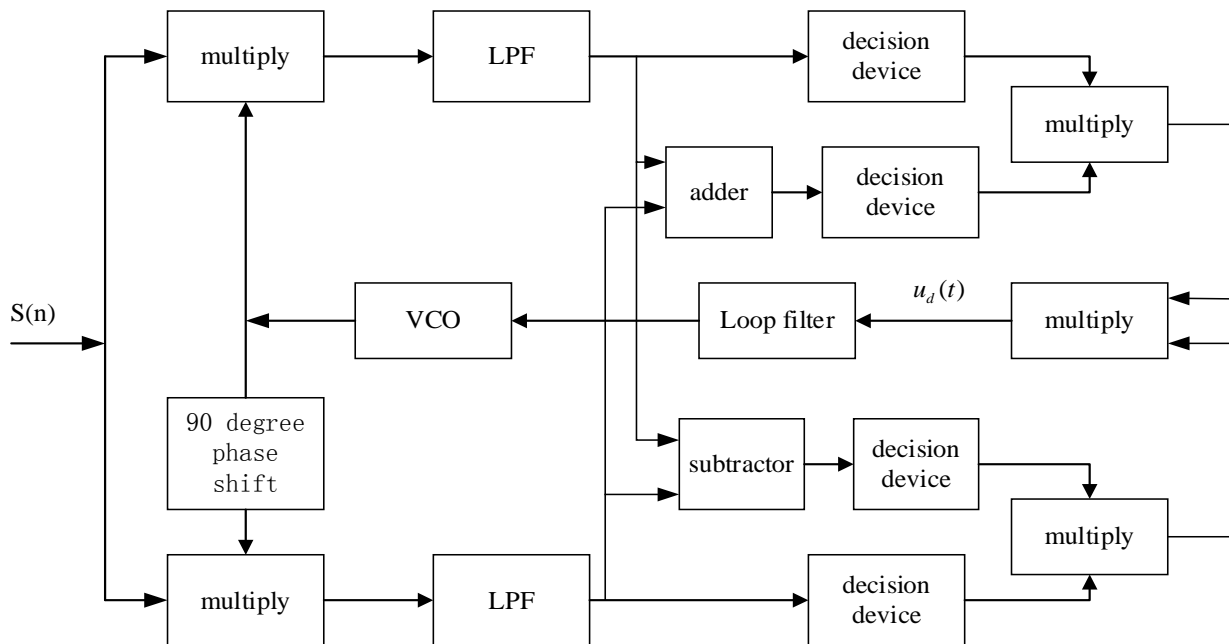 multiply
LPF
decision
device
multiply
adder
decision
device
S(n)
VCO
Loop filter
u_d(t)
multiply
90 degree
phase
shift
subtractor
decision
device
multiply
multiply
LPF
decision
device